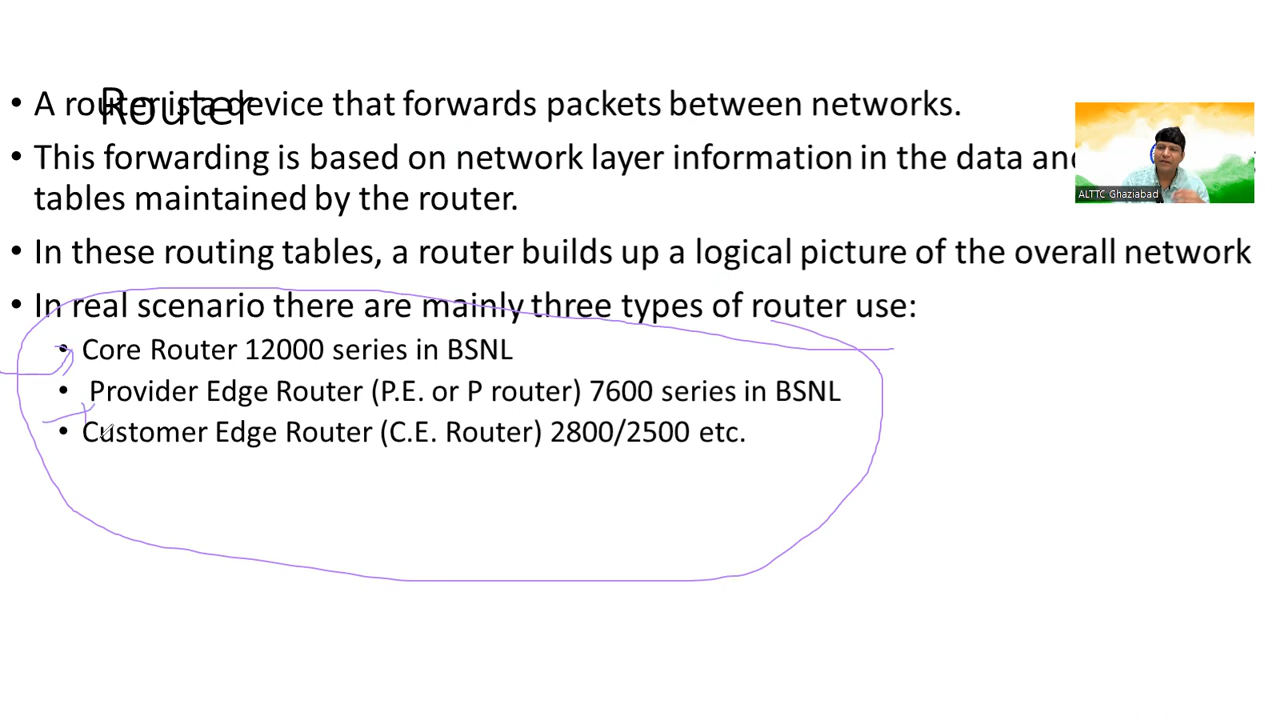 Router
• A router is a device that forwards packets between networks.
• This forwarding is based on network layer information in the data and
tables maintained by the router.
• In these routing tables, a router builds up a logical picture of the overall network
• In real scenario there are mainly three types of router use:
• Core Router 12000 series in BSNL
• Provider Edge Router (P.E. or P router) 7600 series in BSNL
• Customer Edge Router (C.E. Router) 2800/2500 etc.
ALTTC Ghaziabad